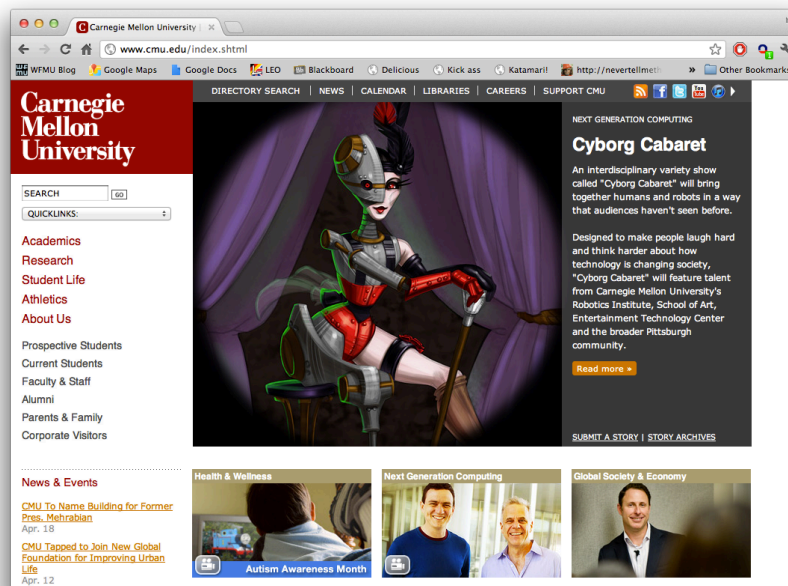 Carnegie Mellon University |
www.cmu.edu/index.shtml
WFMU Blog
Google Maps
Google Docs
LEO
Blackboard
Delicious
Kick ass
Katamari!
http://nevertellmeth
»
Other Bookmarks
Carnegie
Mellon
University
DIRECTORY SEARCH | NEWS | CALENDAR | LIBRARIES | CAREERS | SUPPORT CMU
SEARCH
GO
QUICKLINKS:
Academics
Research
Student Life
Athletics
About Us
Prospective Students
Current Students
Faculty & Staff
Alumni
Parents & Family
Corporate Visitors
NEXT GENERATION COMPUTING
Cyborg Cabaret
An interdisciplinary variety show
called "Cyborg Cabaret" will bring
together humans and robots in a way
that audiences haven't seen before.
Designed to make people laugh hard
and think harder about how
technology is changing society,
"Cyborg Cabaret" will feature talent
from Carnegie Mellon University's
Robotics Institute, School of Art,
Entertainment Technology Center
and the broader Pittsburgh
community.
Read more »
SUBMIT A STORY | STORY ARCHIVES
News & Events
CMU To Name Building for Former
Pres. Mehrabian
Apr. 18
CMU Tapped to Join New Global
Foundation for Improving Urban
Life
Apr. 12
Health & Wellness
Autism Awareness Month
Next Generation Computing
Global Society & Economy